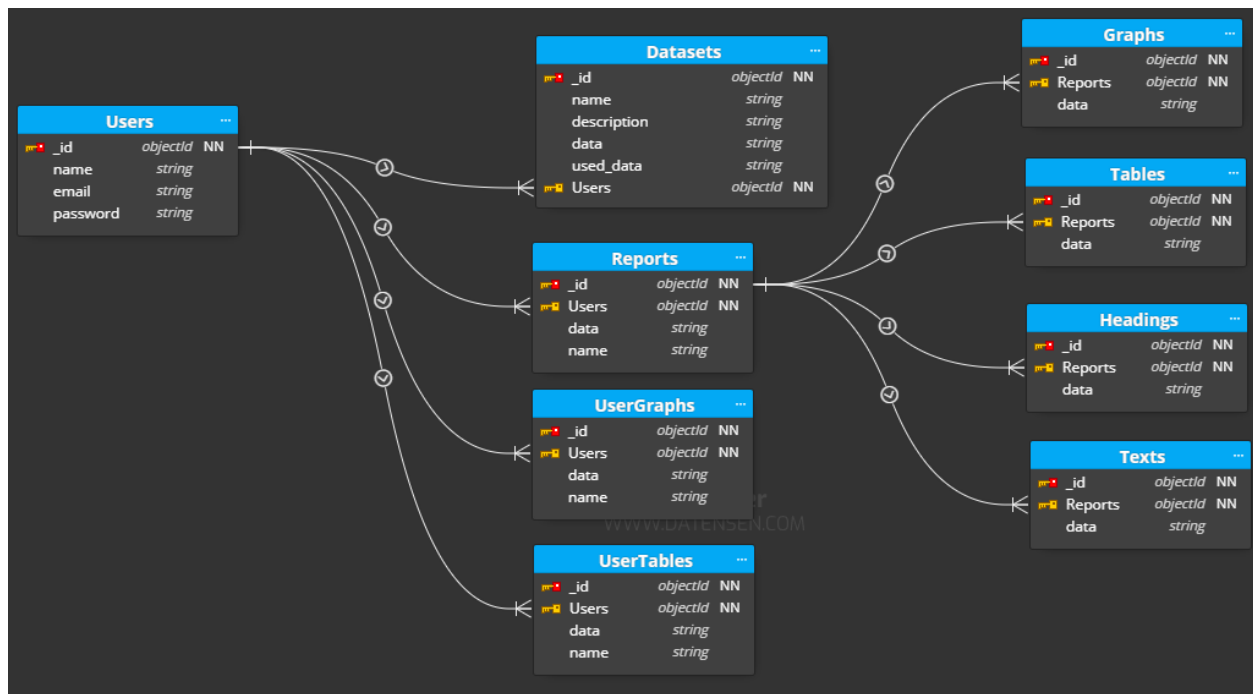 Users ...
_id objectId NN
name string
email string
password string
Datasets ...
_id objectId NN
name string
description string
data string
used_data string
Users objectId NN
Reports ...
_id objectId NN
Users objectId NN
data string
name string
UserGraphs ...
_id objectId NN
Users objectId NN
data string
name string
WWW.DATENSEN.COM
UserTables ...
_id objectId NN
Users objectId NN
data string
name string
Graphs ...
_id objectId NN
Reports objectId NN
data string
Tables ...
_id objectId NN
Reports objectId NN
data string
Headings ...
_id objectId NN
Reports objectId NN
data string
Texts ...
_id objectId NN
Reports objectId NN
data string